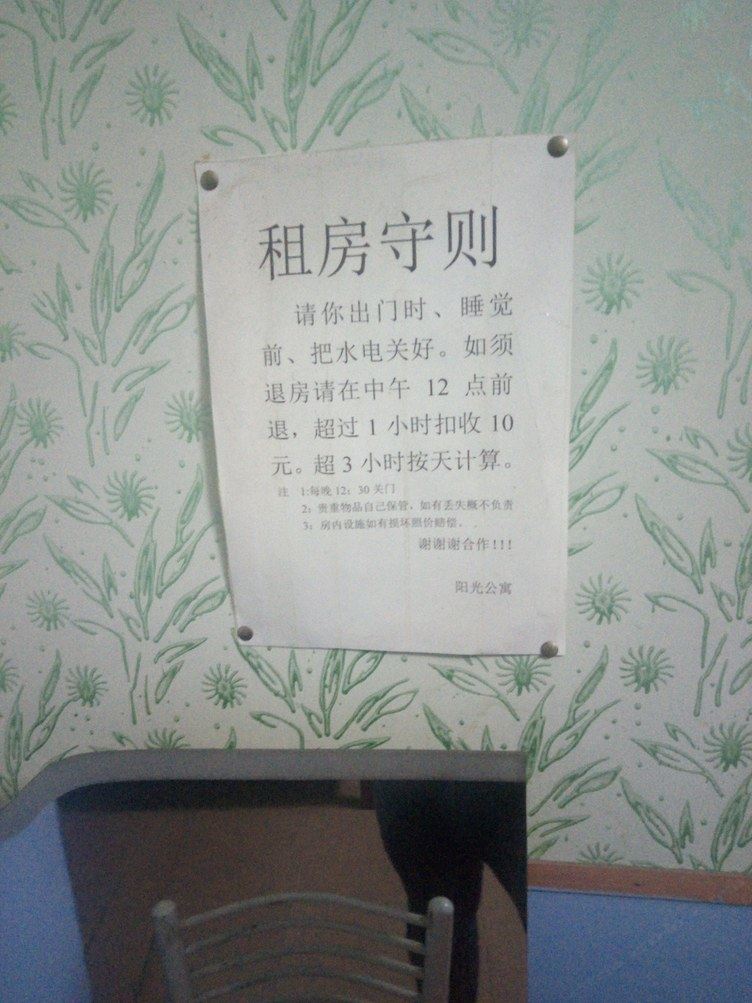 租房守则
请你出门时、睡觉
前、把水电关好。如须
退房请在中午 12 点前
退，超过 1 小时扣收 10
元。超 3 小时按天计算。
注 1:每晚 12：30 关门
2：贵重物品自己保管，如有丢失概不负责
3：房内设施如有损坏照价赔偿。
谢谢谢合作!!!
阳光公寓